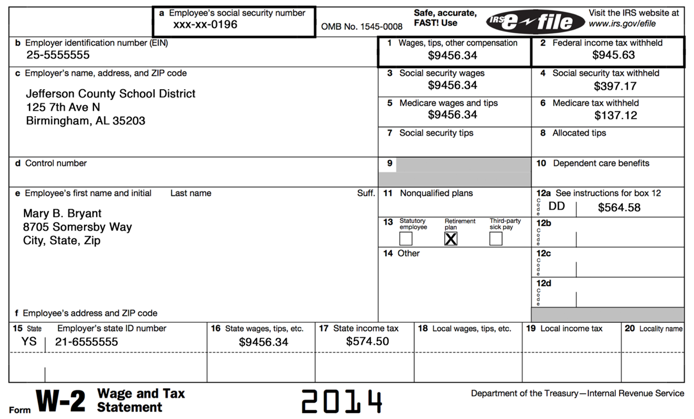 a Employee's social security number
xxx-xx-0196
OMB No. 1545-0008
Safe, accurate,
FAST! Use
IRS e-file
Visit the IRS website at
www.irs.gov/efile
b Employer identification number (EIN)
25-5555555
1 Wages, tips, other compensation
$9456.34
2 Federal income tax withheld
$945.63
c Employer's name, address, and ZIP code
Jefferson County School District
125 7th Ave N
Birmingham, AL 35203
3 Social security wages
$9456.34
4 Social security tax withheld
$397.17
5 Medicare wages and tips
$9456.34
6 Medicare tax withheld
$137.12
7 Social security tips
8 Allocated tips
d Control number
9
10 Dependent care benefits
e Employee's first name and initial Last name Suff.
Mary B. Bryant
8705 Somersby Way
City, State, Zip
11 Nonqualified plans
12a See instructions for box 12
Code DD $564.58
13 Statutory employee Retirement plan Third-party sick pay
X
12b
Code
14 Other
12c
Code
12d
Code
f Employee's address and ZIP code
15 State Employer's state ID number
YS 21-6555555
16 State wages, tips, etc.
$9456.34
17 State income tax
$574.50
18 Local wages, tips, etc.
19 Local income tax
20 Locality name
Form W-2 Wage and Tax Statement
2014
Department of the Treasury—Internal Revenue Service